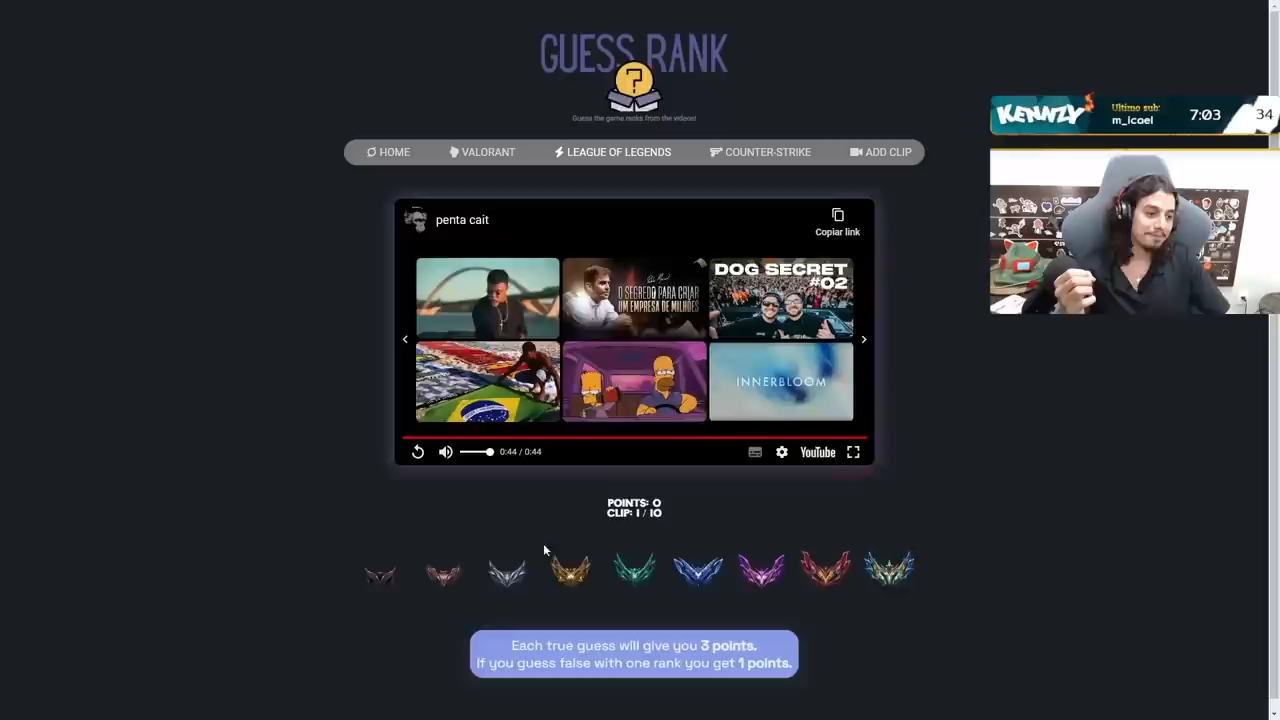 GUESS RANK
Guess the game ranks from the videos!
HOME
VALORANT
LEAGUE OF LEGENDS
COUNTER-STRIKE
ADD CLIP
KENNZY
Ultimo sub:
m_icael
7:03
34
penta cait
Copiar link
O SEGREDO PARA CRIAR
UM EMPRESA DE MILHÕES
DOG SECRET
#02
INNERBLOOM
0:44 / 0:44
YouTube
POINTS: 0
CLIP: 1 / 10
Each true guess will give you 3 points.
If you guess false with one rank you get 1 points.